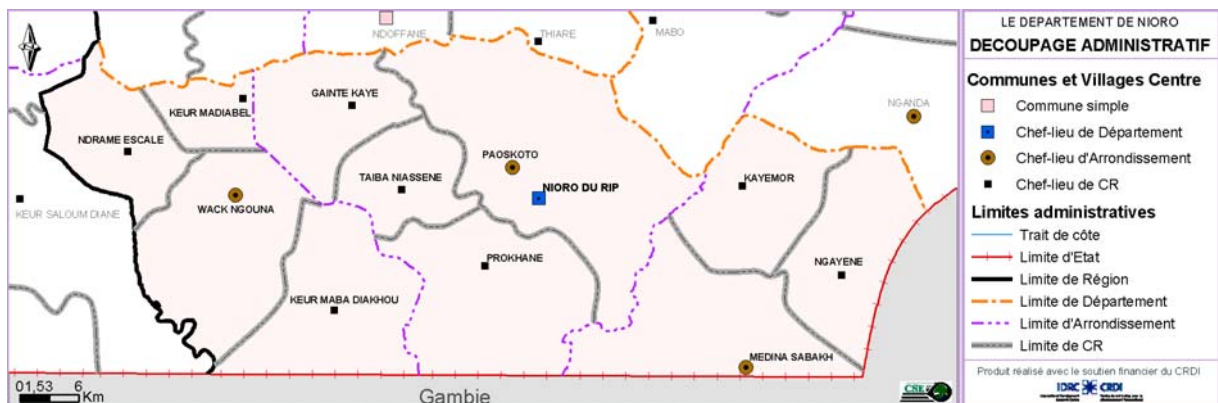 NDOFFANE
THIARE
MABO
KEUR MADIABEL
GAINTE KAYE
NGANDA
NDRAME ESCALE
PAOSKOTO
TAIBA NIASSENE
NIORO DU RIP
KAYEMOR
KEUR SALOUM DIANE
WACK NGOUNA
PROKHANE
NGAYENE
KEUR MABA DIAKHOU
MEDINA SABAKH
01,53 6
Km
Gambie
CSE
LE DEPARTEMENT DE NIORO
DECOUPAGE ADMINISTRATIF
Communes et Villages Centre
Commune simple
Chef-lieu de Département
Chef-lieu d'Arrondissement
Chef-lieu de CR
Limites administratives
Trait de côte
Limite d'Etat
Limite de Région
Limite de Département
Limite d'Arrondissement
Limite de CR
Produit réalisé avec le soutien financier du CRDI
IDRC CRDI